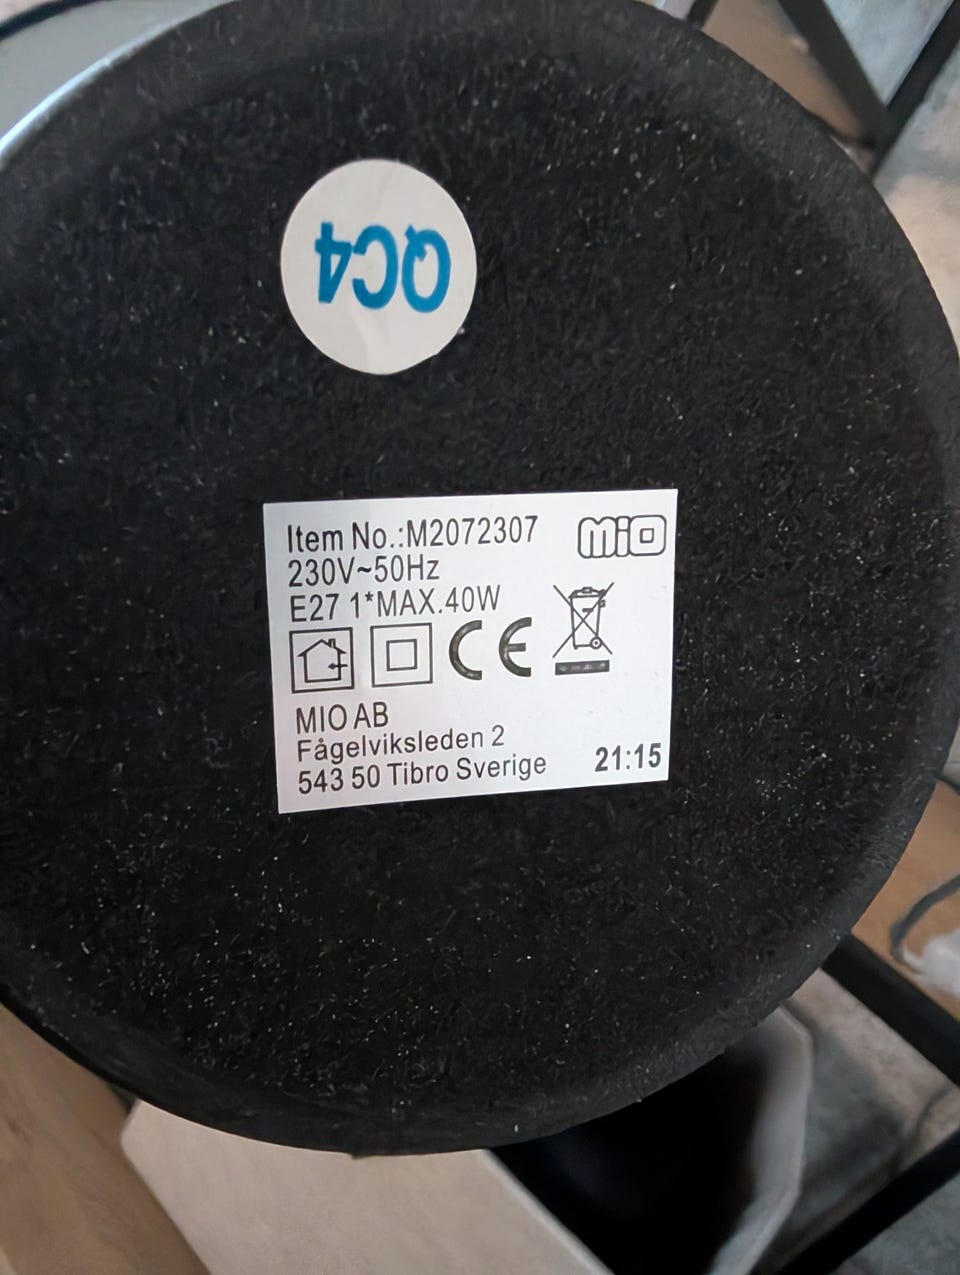 QC4
Item No.:M2072307
mio
230V~50Hz
E27 1*MAX.40W
CE
MIO AB
Fågelviksleden 2
543 50 Tibro Sverige
21:15